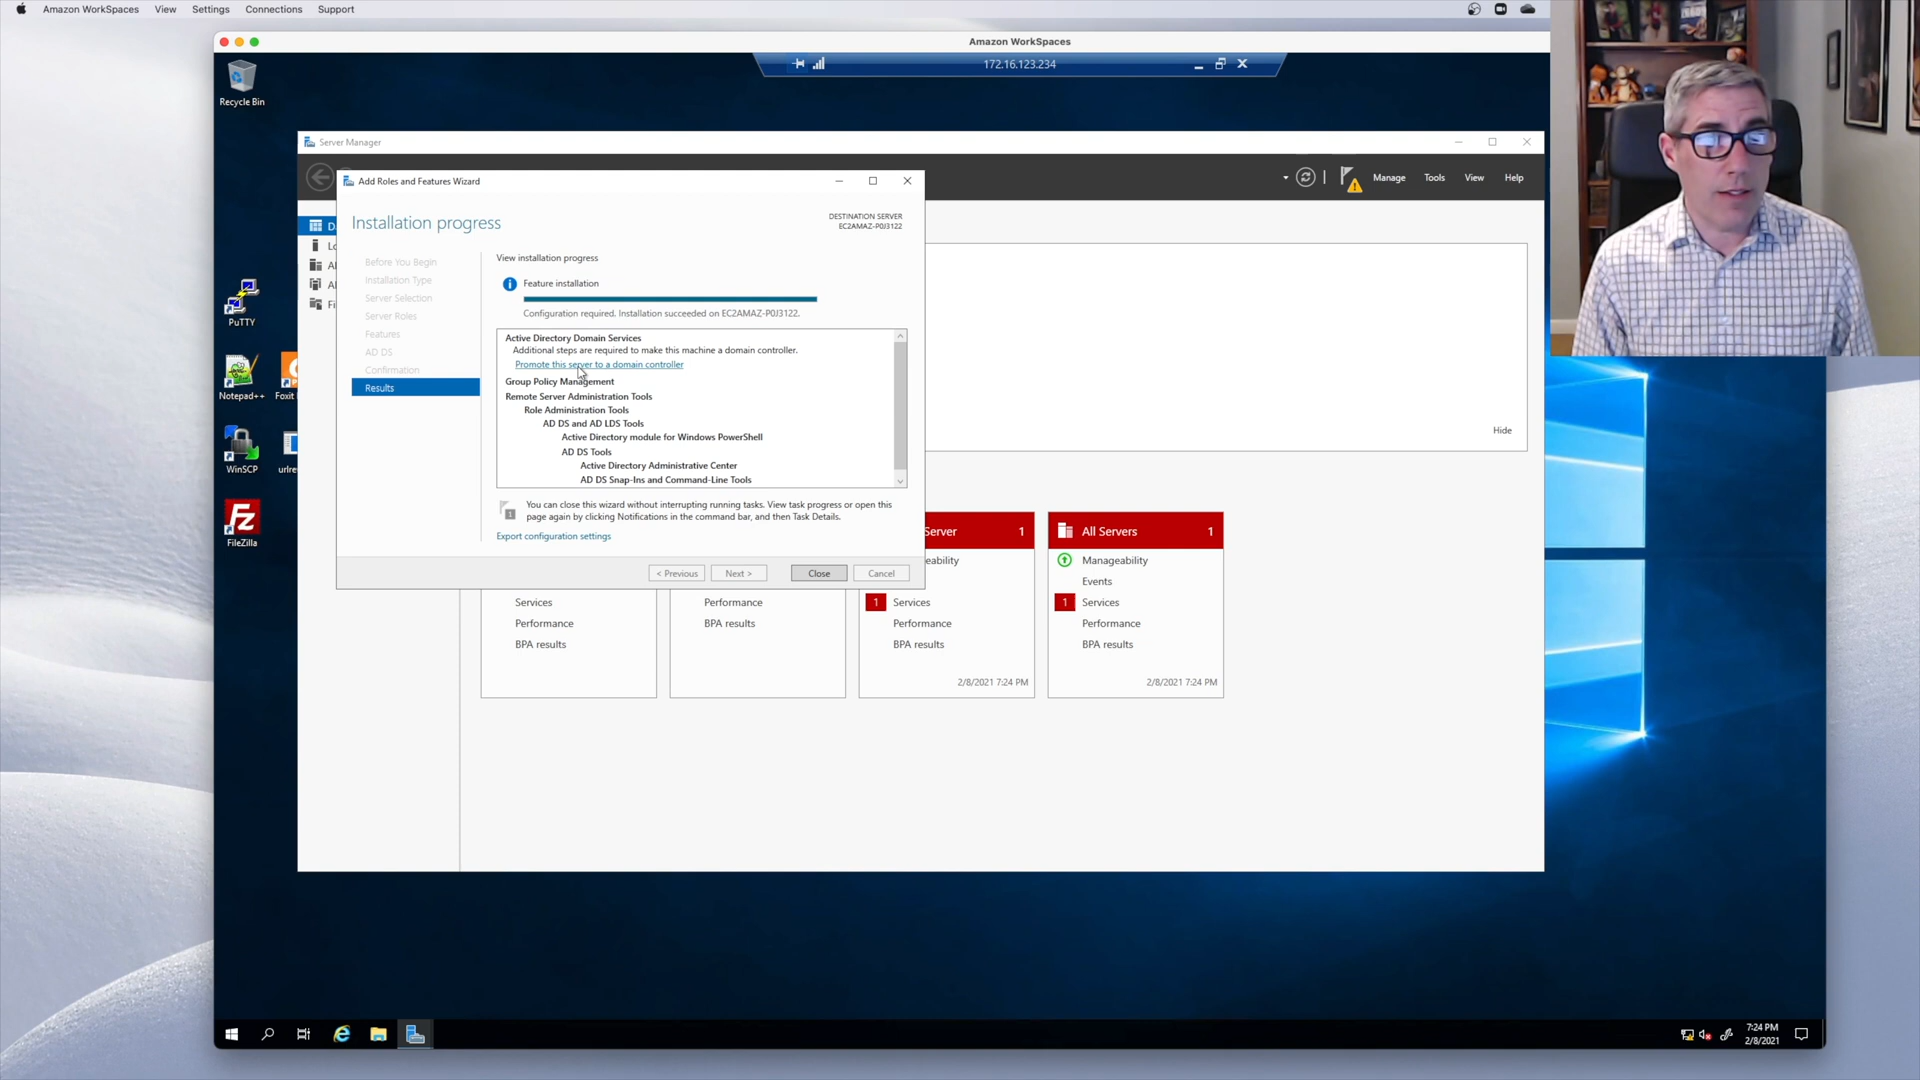 Amazon WorkSpaces View Settings Connections Support
Amazon WorkSpaces
172.16.123.234
Recycle Bin
Server Manager
Manage Tools View Help
Add Roles and Features Wizard
Installation progress
DESTINATION SERVER
EC2AMAZ-P0J3122
Before You Begin
Installation Type
Server Selection
Server Roles
Features
AD DS
Confirmation
Results
View installation progress
Feature installation
Configuration required. Installation succeeded on EC2AMAZ-P0J3122.
Active Directory Domain Services
Additional steps are required to make this machine a domain controller.
Promote this server to a domain controller
Group Policy Management
Remote Server Administration Tools
Role Administration Tools
AD DS and AD LDS Tools
Active Directory module for Windows PowerShell
AD DS Tools
Active Directory Administrative Center
AD DS Snap-Ins and Command-Line Tools
You can close this wizard without interrupting running tasks. View task progress or open this
page again by clicking Notifications in the command bar, and then Task Details.
Export configuration settings
< Previous Next > Close Cancel
Hide
PuTTY
Notepad++ Foxit
WinSCP urlre
FileZilla
Services
Performance
BPA results
Performance
BPA results
Server 1
eability
1 Services
Performance
BPA results
2/8/2021 7:24 PM
All Servers 1
Manageability
Events
1 Services
Performance
BPA results
2/8/2021 7:24 PM
7:24 PM
2/8/2021